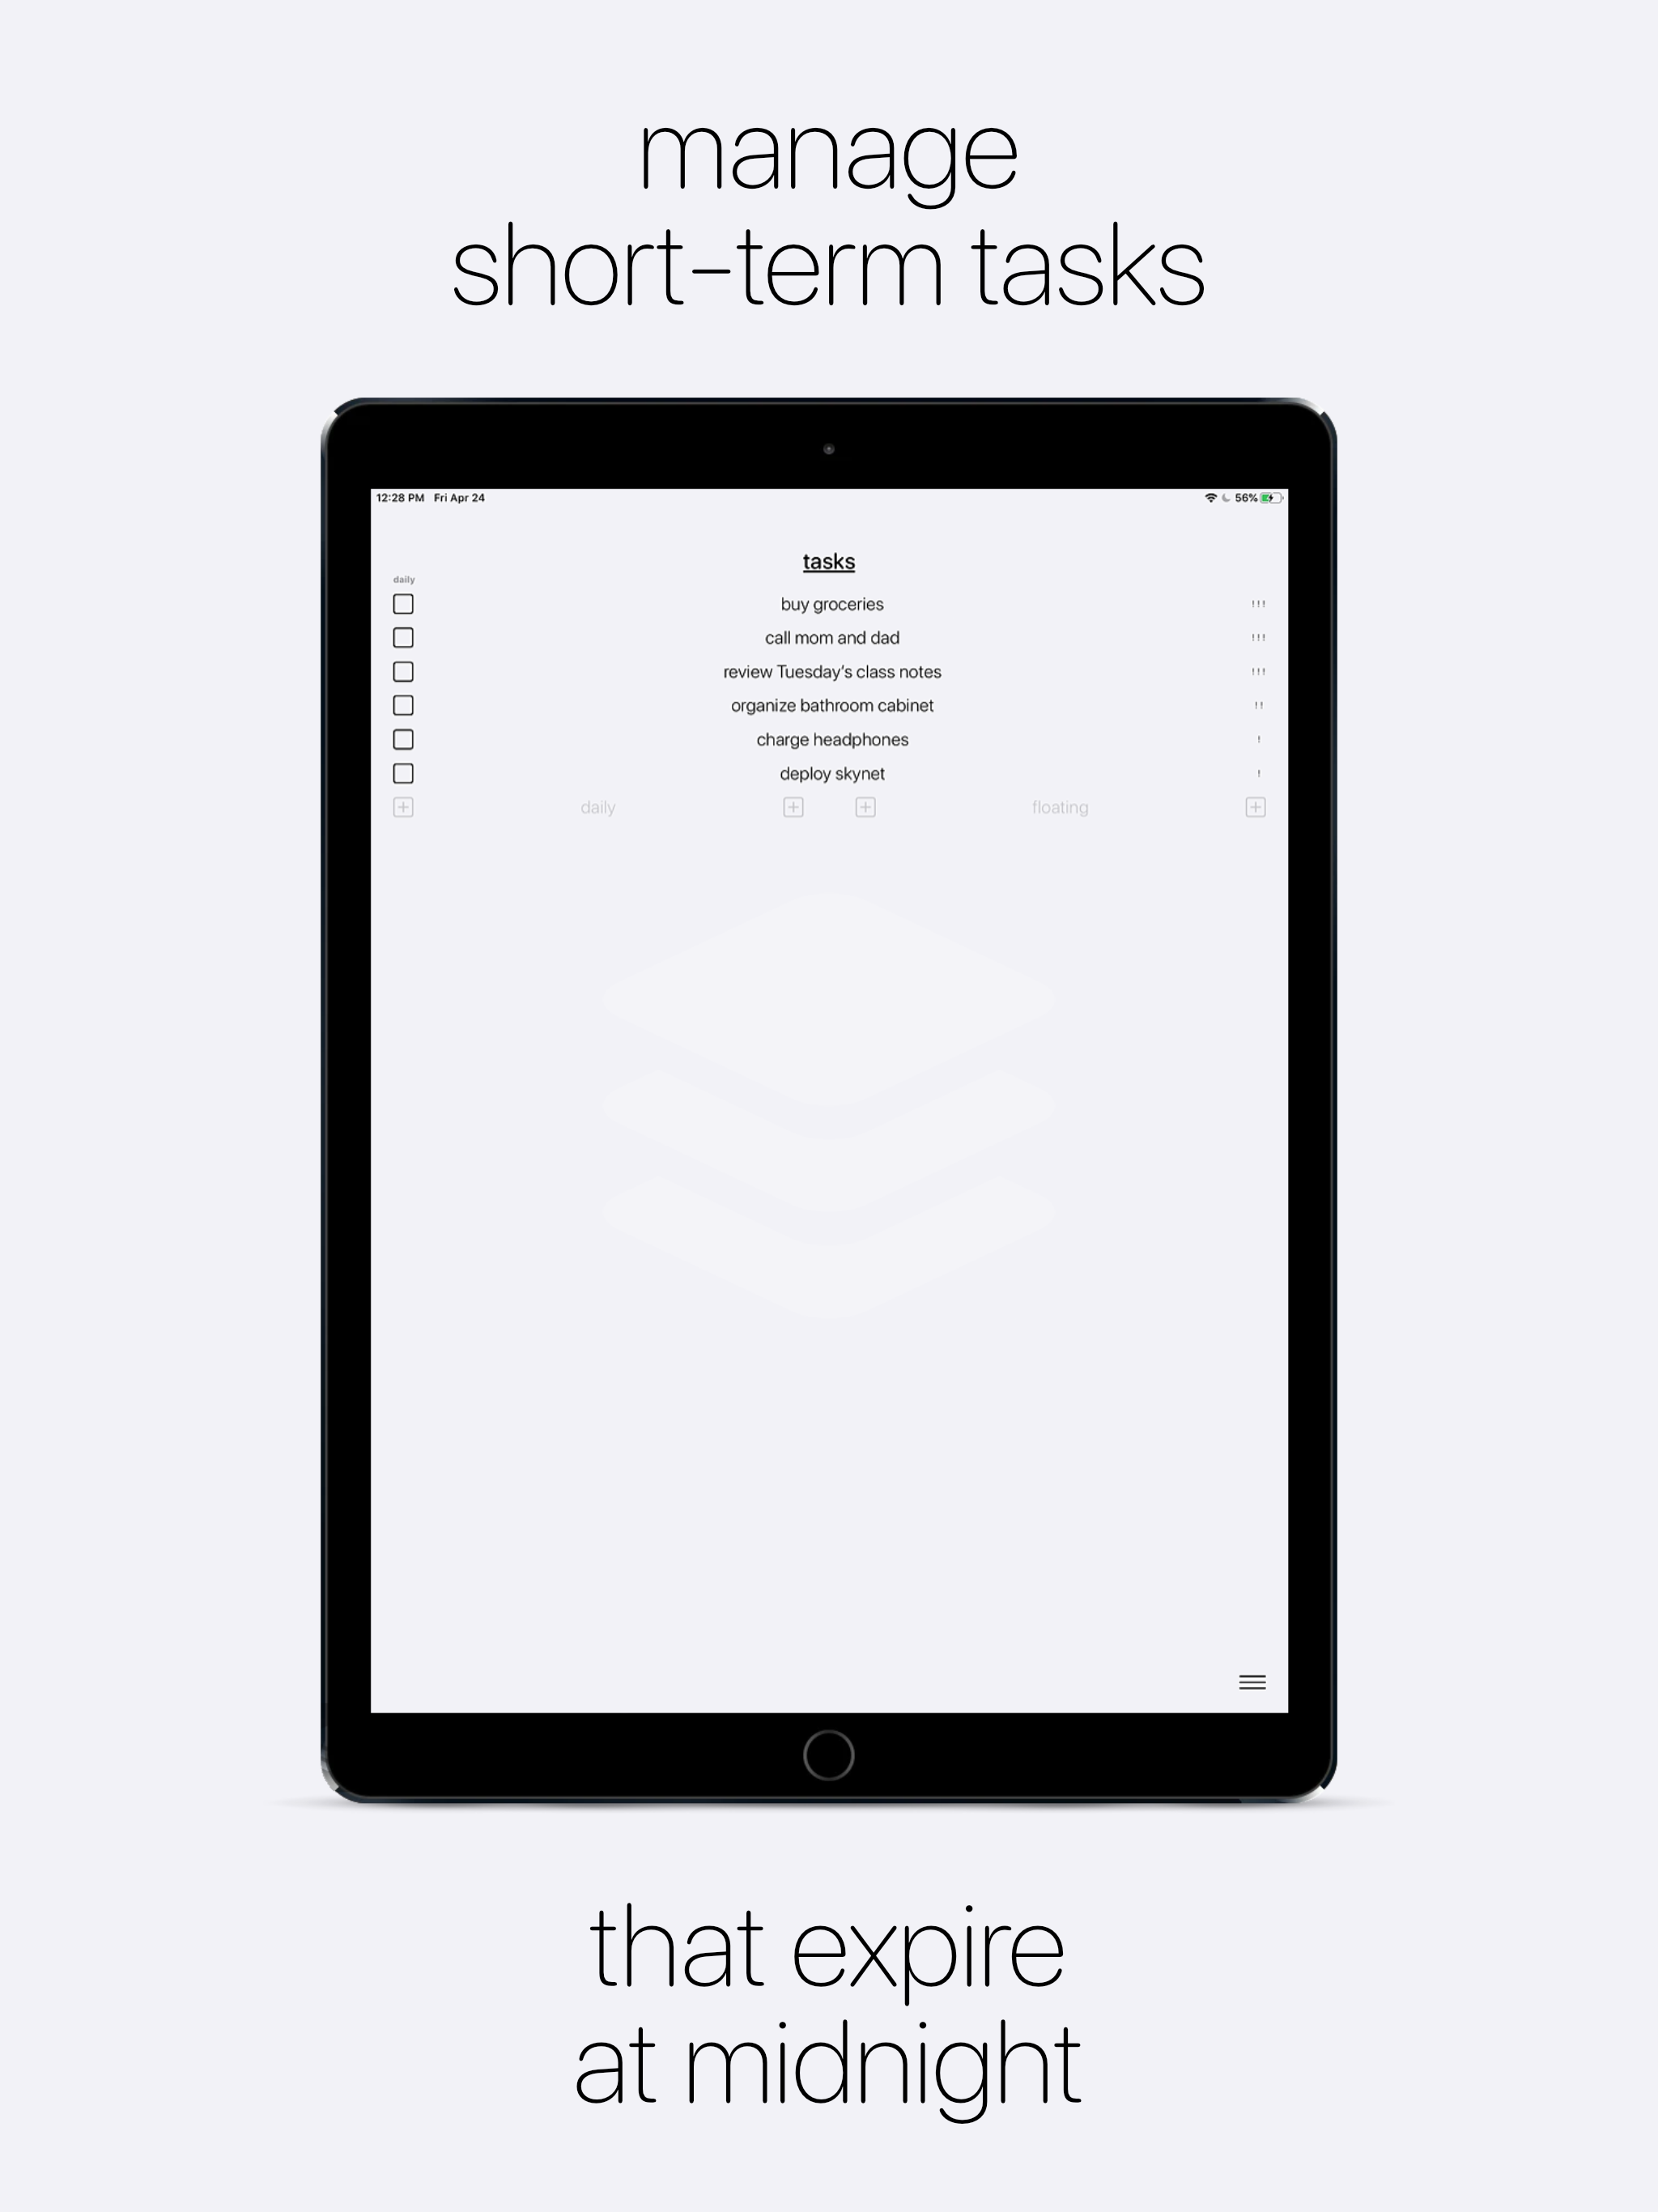 manage
short-term tasks
12:28 PM Fri Apr 24 56%
tasks
daily
buy groceries !!!
call mom and dad !!!
review Tuesday's class notes !!!
organize bathroom cabinet !!
charge headphones !
deploy skynet !
daily floating
that expire
at midnight